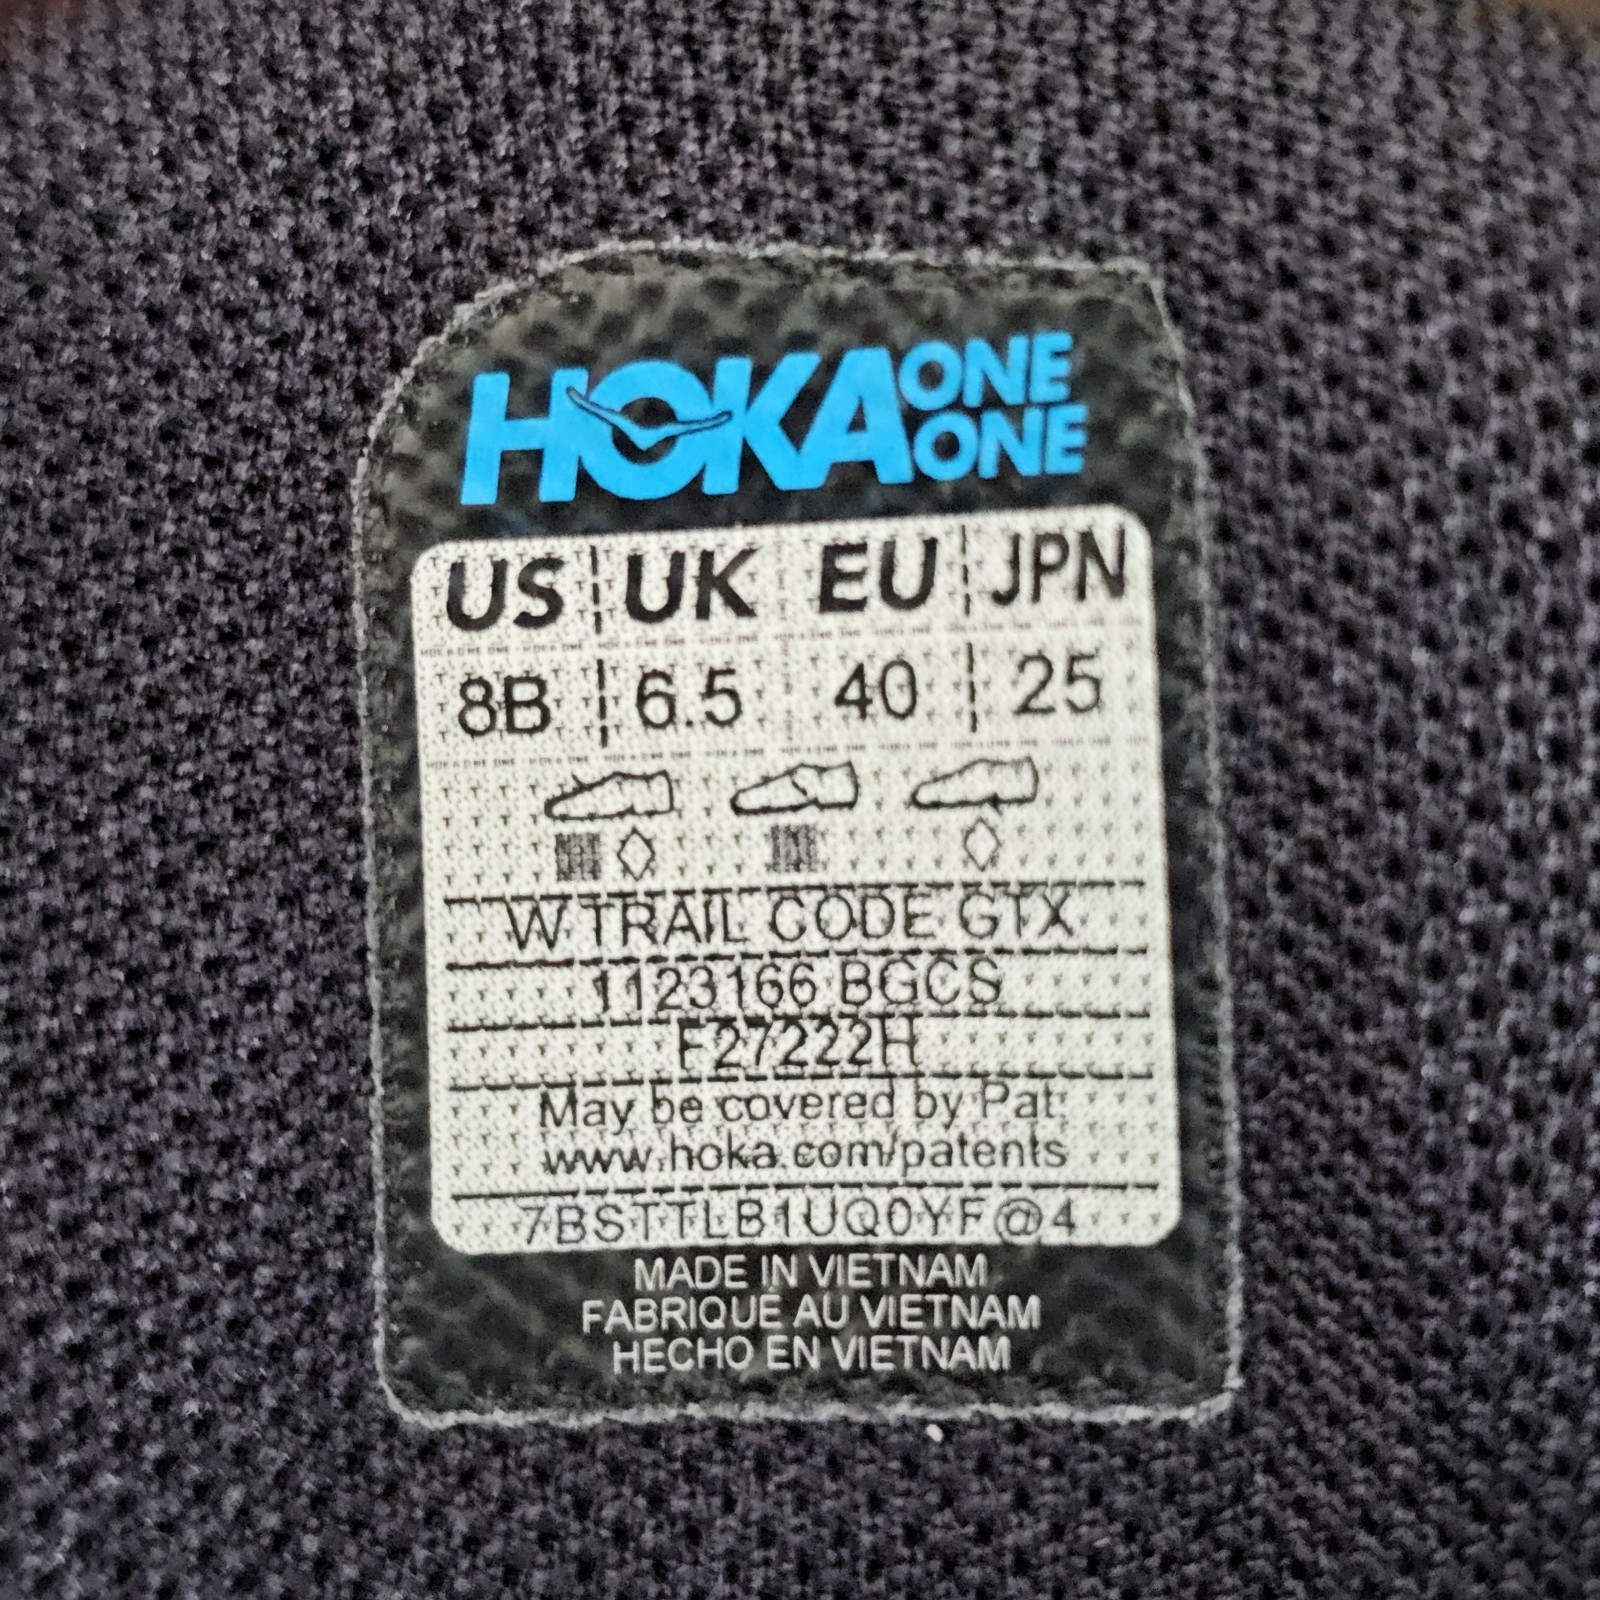 HOKA ONE ONE
US UK EU JPN
8B 6.5 40 25
W TRAIL CODE GTX
1123166 BGCS
F27222H
May be covered by Pat:
www.hoka.com/patents
7BSTTLB1UQ0YF@4
MADE IN VIETNAM
FABRIQUÉ AU VIETNAM
HECHO EN VIETNAM